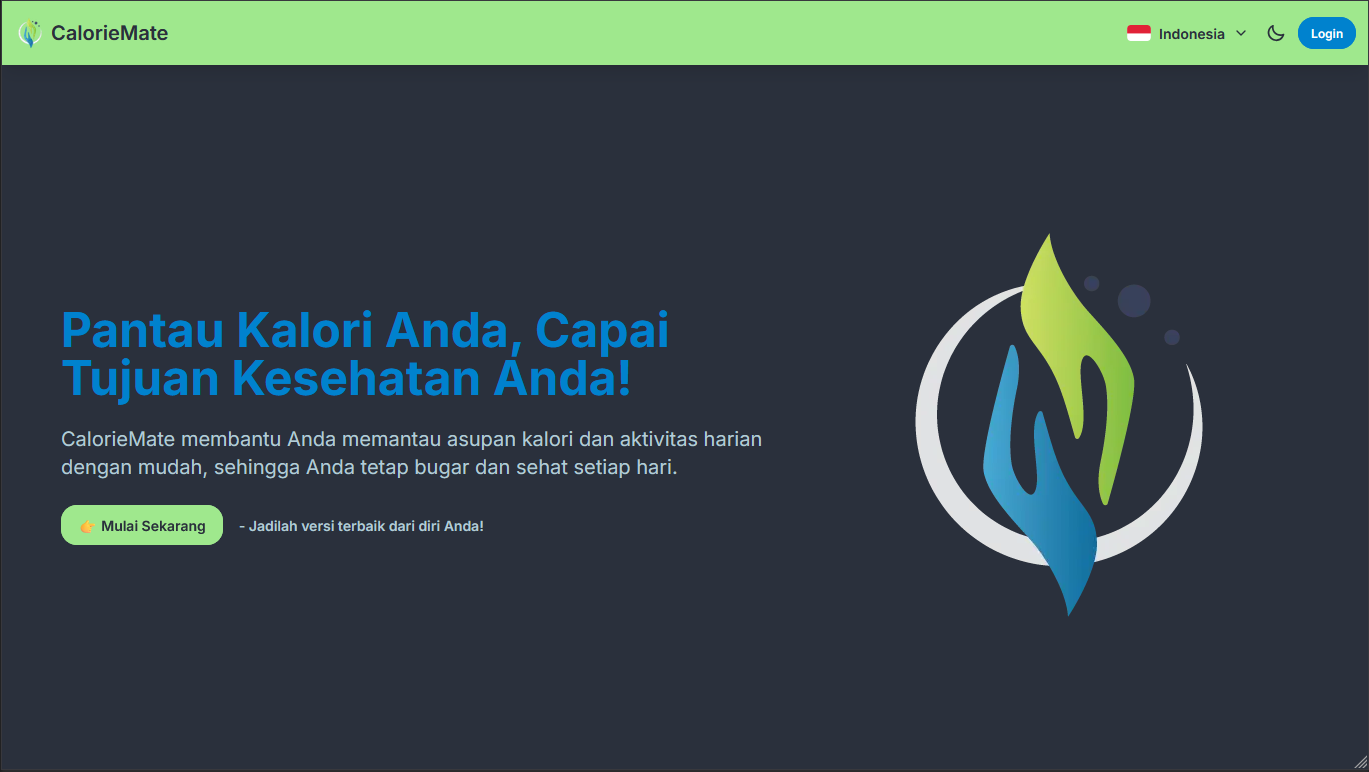 CalorieMate
Indonesia
Login
Pantau Kalori Anda, Capai
Tujuan Kesehatan Anda!
CalorieMate membantu Anda memantau asupan kalori dan aktivitas harian
dengan mudah, sehingga Anda tetap bugar dan sehat setiap hari.
👉 Mulai Sekarang
- Jadilah versi terbaik dari diri Anda!